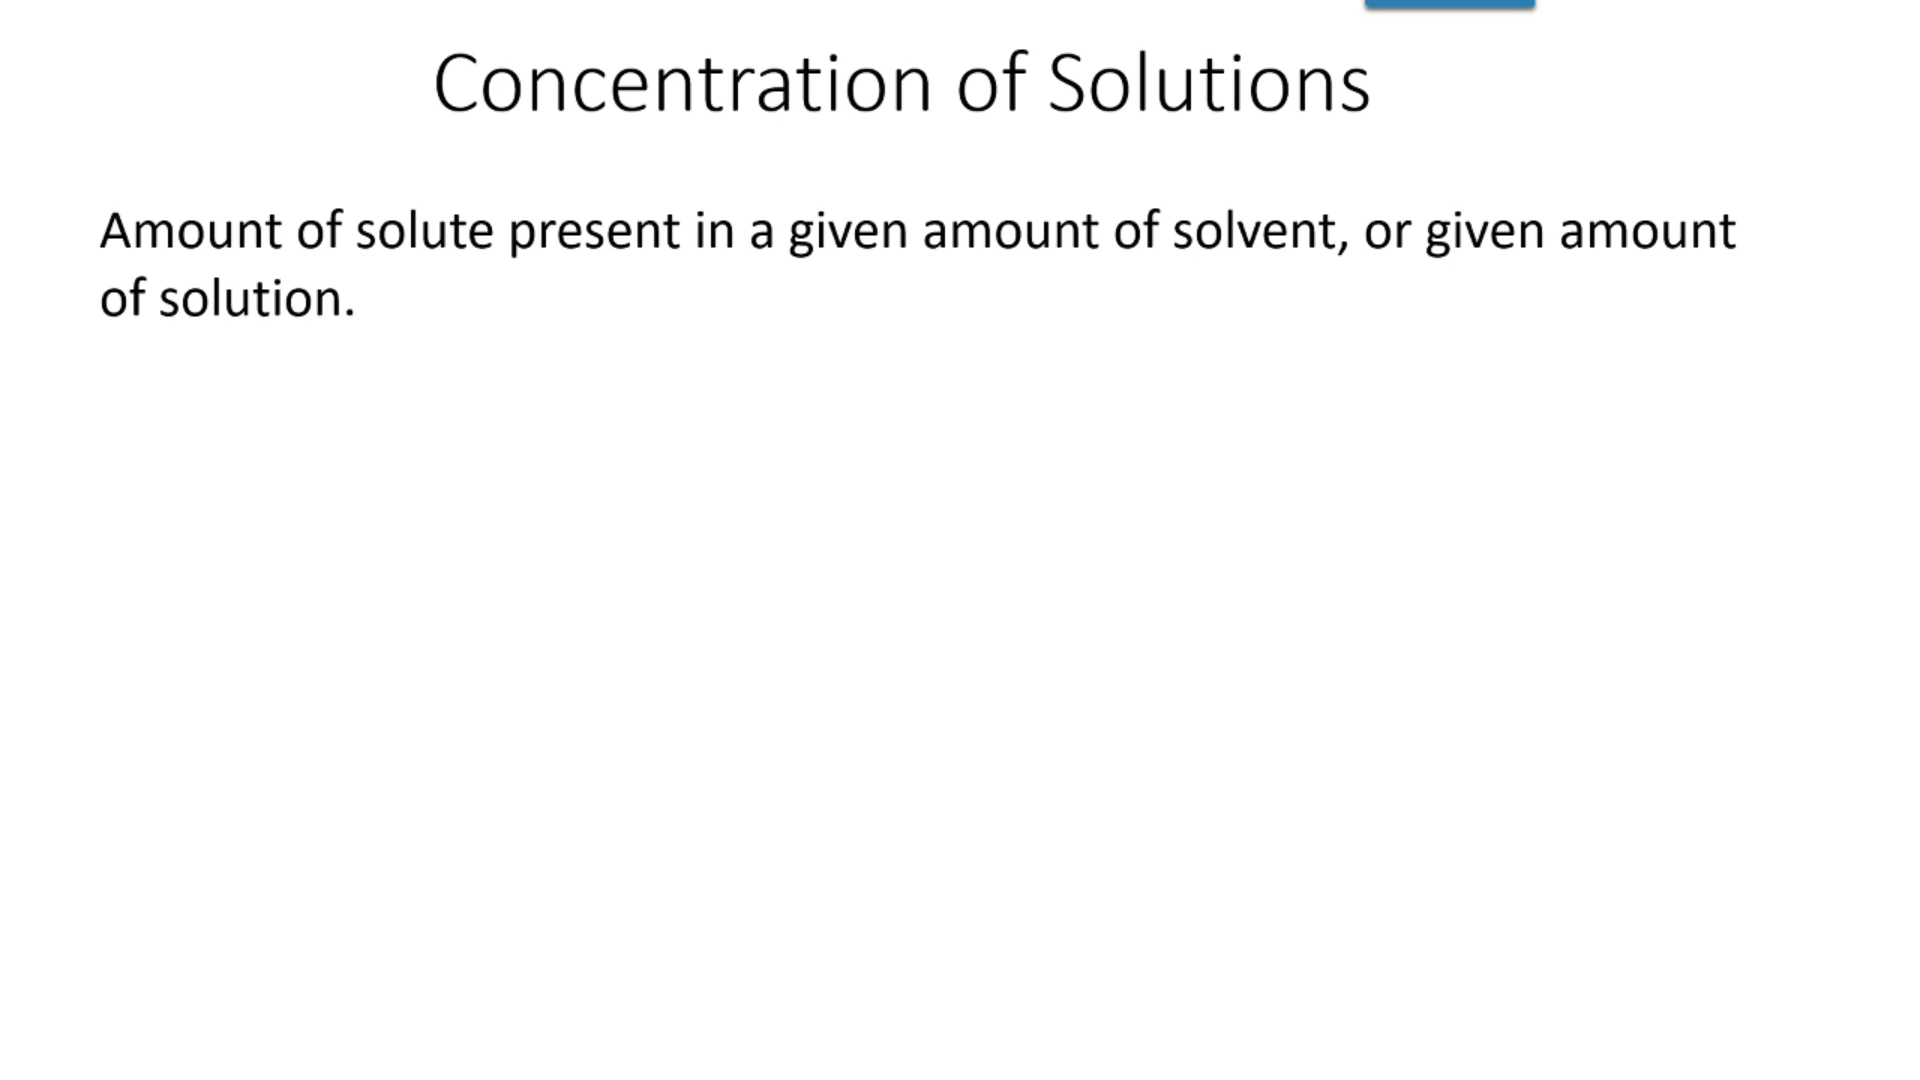 Concentration of Solutions
Amount of solute present in a given amount of solvent, or given amount
of solution.